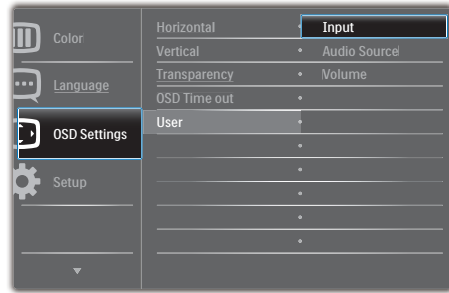 Color
Language
OSD Settings
Setup
Horizontal
Vertical
Transparency
OSD Time out
User
Input
Audio Source
Volume